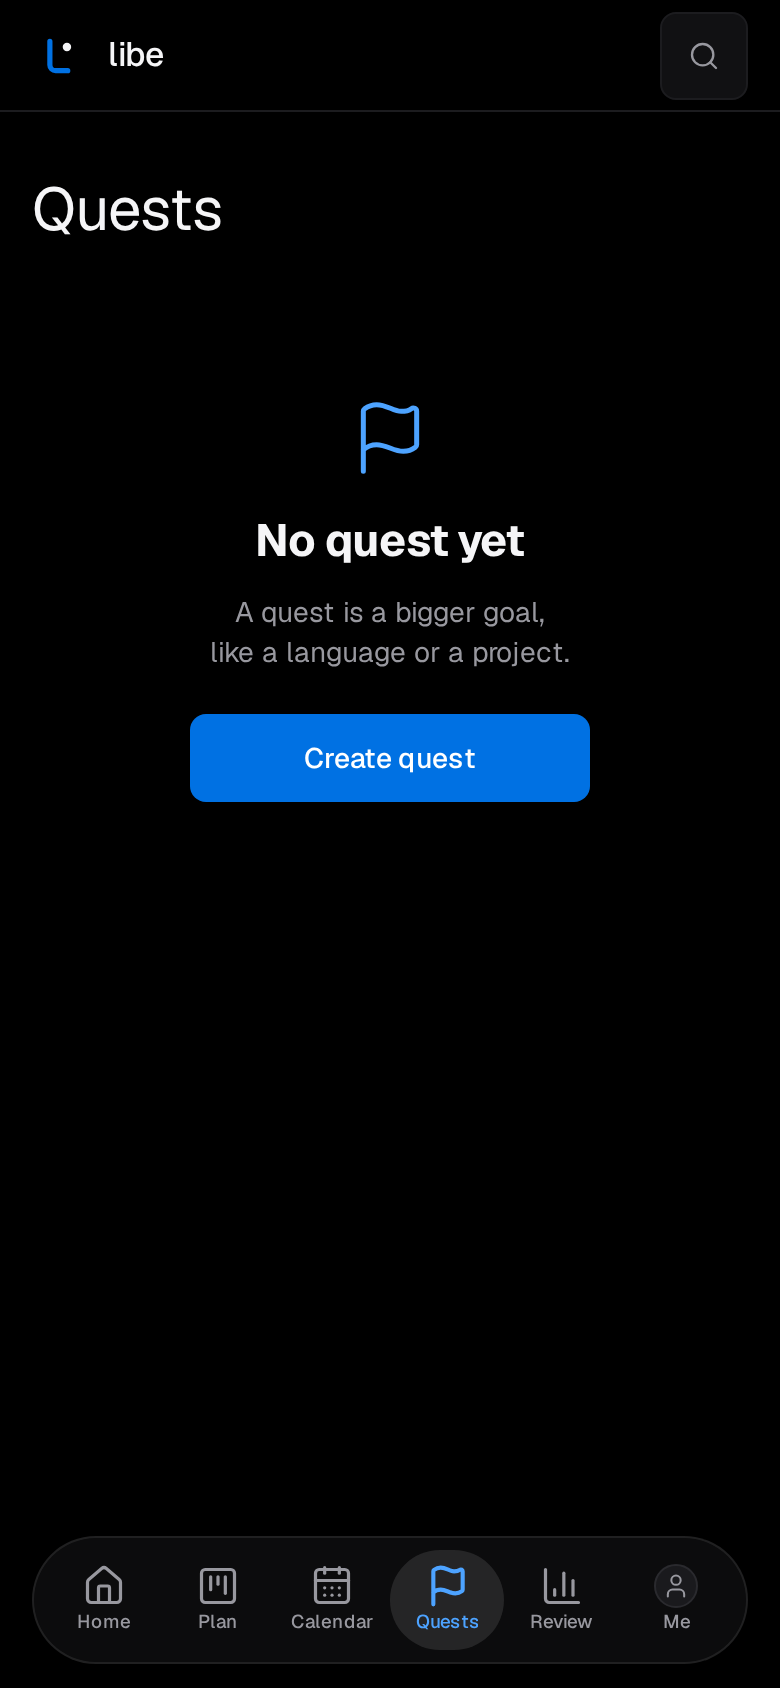 libe
Quests
No quest yet
A quest is a bigger goal,
like a language or a project.
Create quest
Home
Plan
Calendar
Quests
Review
Me